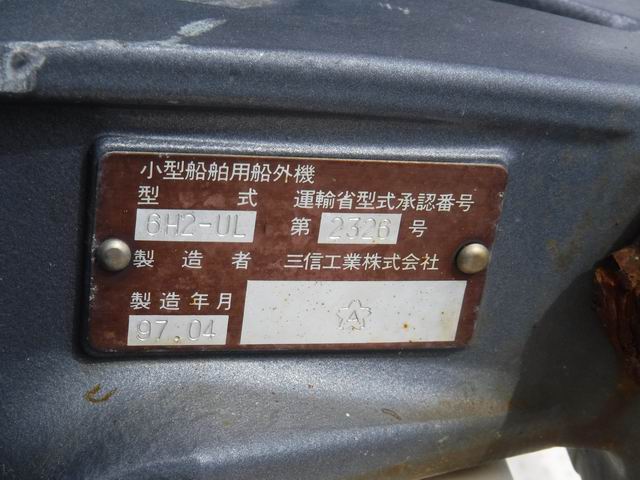 小型船舶用船外機
型 式 運輸省型式承認番号
6H2-UL 第 2326 号
製造者 三信工業株式会社
製造年月
97.04 A